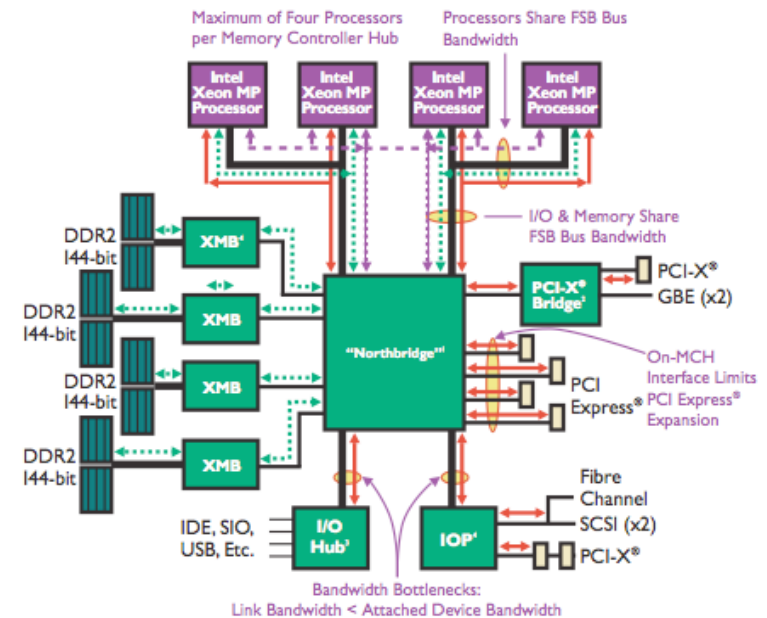 Maximum of Four Processors
per Memory Controller Hub
Processors Share FSB Bus
Bandwidth
Intel
Xeon MP
Processor
Intel
Xeon MP
Processor
Intel
Xeon MP
Processor
Intel
Xeon MP
Processor
I/O & Memory Share
FSB Bus Bandwidth
DDR2
144-bit
XMB⁴
DDR2
144-bit
XMB
DDR2
144-bit
XMB
DDR2
144-bit
XMB
"Northbridge"¹
PCI-X®
Bridge²
PCI-X®
GBE (x2)
PCI
Express®
On-MCH
Interface Limits
PCI Express®
Expansion
IDE, SIO,
USB, Etc.
I/O
Hub³
IOP⁴
Fibre
Channel
SCSI (x2)
PCI-X®
Bandwidth Bottlenecks:
Link Bandwidth < Attached Device Bandwidth